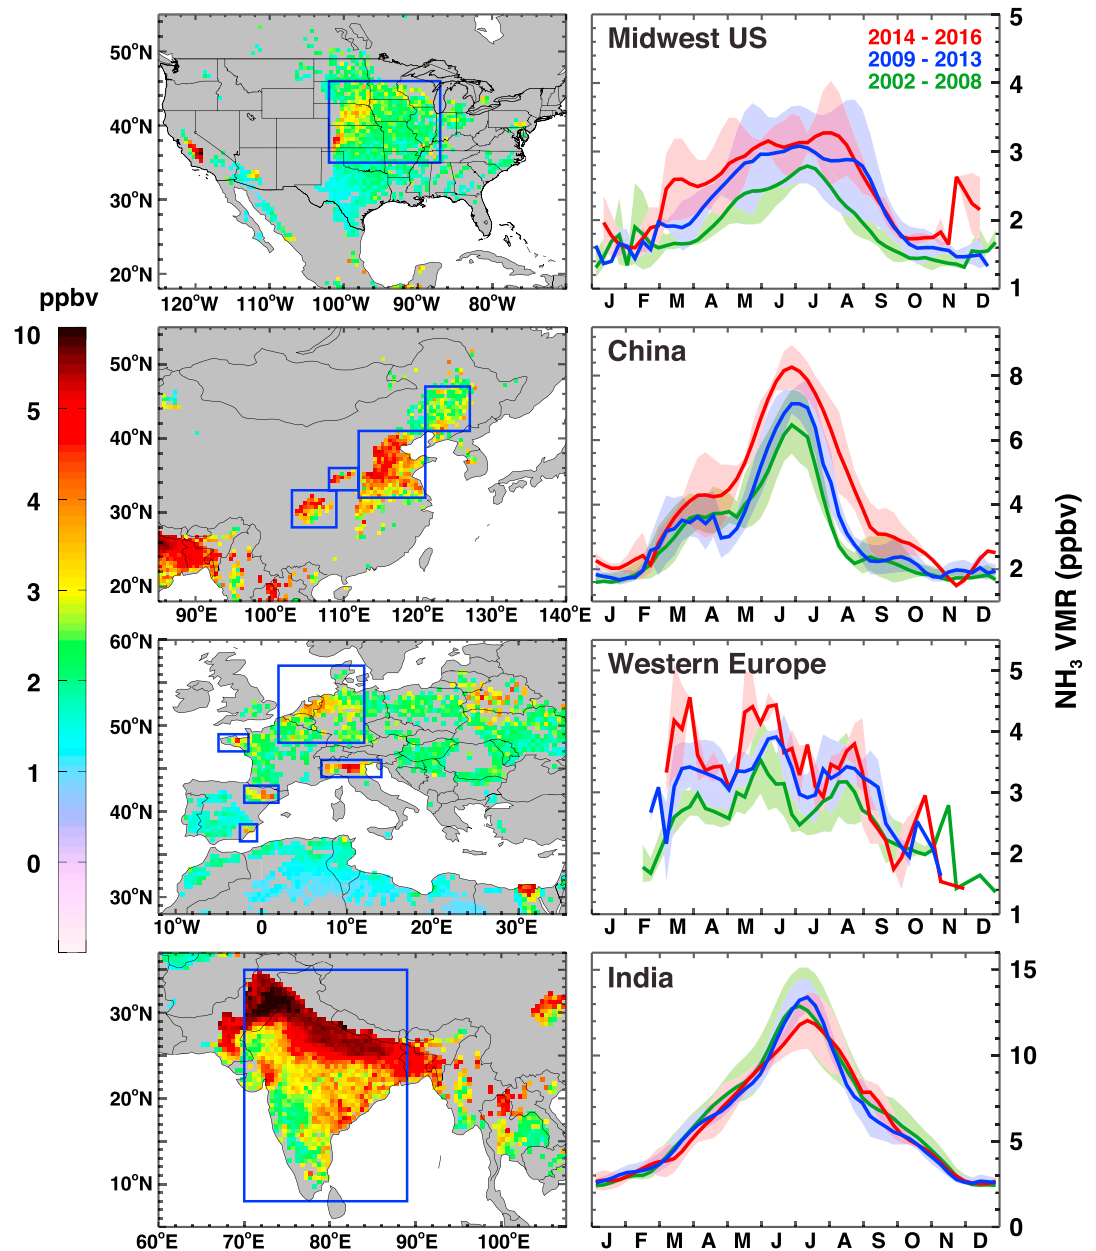 ppbv
10
5
4
3
2
1
0
50°N
40°N
30°N
20°N
120°W 110°W 100°W 90°W 80°W
Midwest US
2014 - 2016
2009 - 2013
2002 - 2008
5
4
3
2
1
J F M A M J J A S O N D
50°N
40°N
30°N
20°N
90°E 100°E 110°E 120°E 130°E 140°E
China
8
6
4
2
J F M A M J J A S O N D
NH₃ VMR (ppbv)
60°N
50°N
40°N
30°N
10°W 0 10°E 20°E 30°E
Western Europe
5
4
3
2
1
J F M A M J J A S O N D
30°N
20°N
10°N
60°E 70°E 80°E 90°E 100°E
India
15
10
5
0
J F M A M J J A S O N D